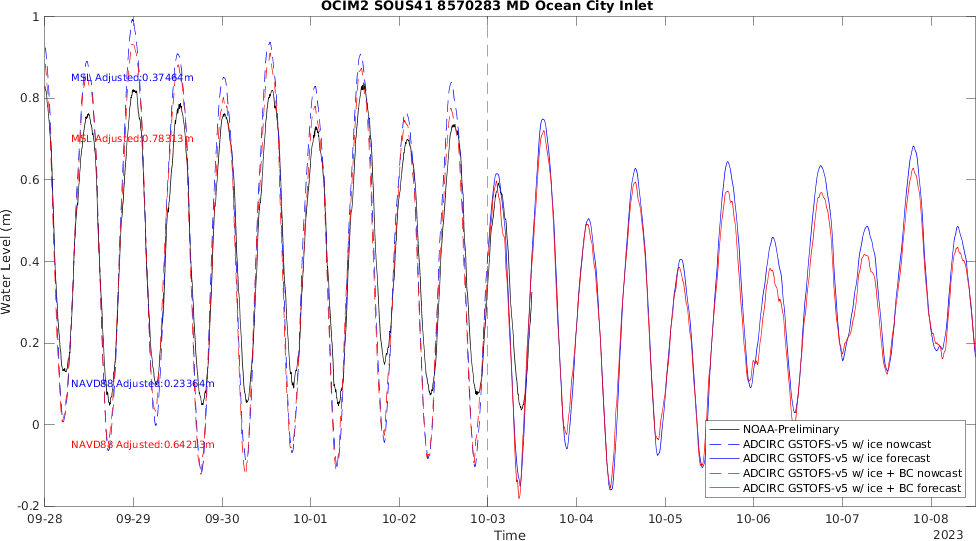 OCIM2 SOUS41 8570283 MD Ocean City Inlet
1
0.8
0.6
0.4
0.2
0
-0.2
Water Level (m)
MSL Adjusted:0.37464m
MSL Adjusted:0.78313m
NAVD88 Adjusted:0.23364m
NAVD88 Adjusted:0.64213m
NOAA-Preliminary
ADCIRC GSTOFS-v5 w/ ice nowcast
ADCIRC GSTOFS-v5 w/ ice forecast
ADCIRC GSTOFS-v5 w/ ice + BC nowcast
ADCIRC GSTOFS-v5 w/ ice + BC forecast
09-28 09-29 09-30 10-01 10-02 10-03 10-04 10-05 10-06 10-07 10-08
Time
2023